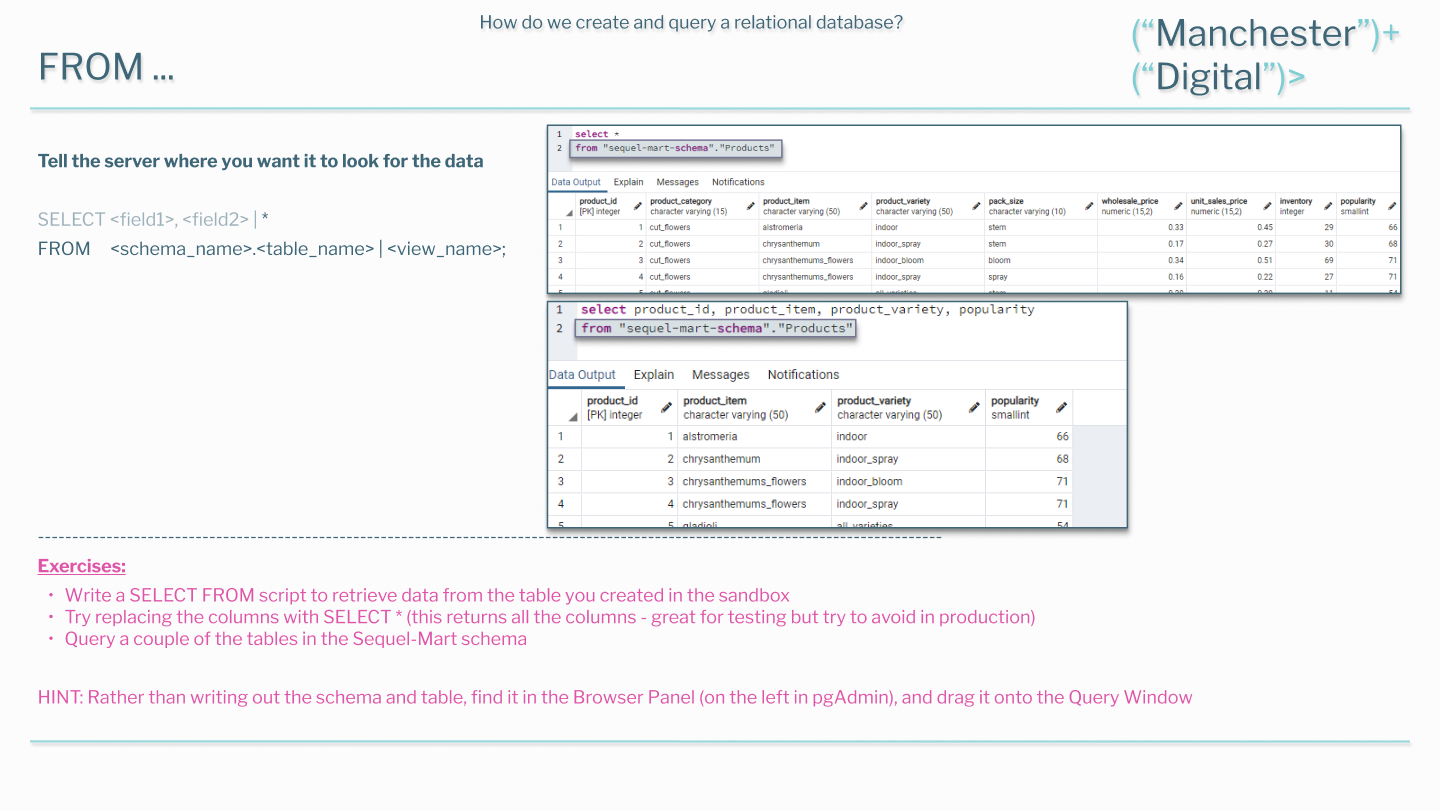 How do we create and query a relational database?
FROM ...
(“Manchester”)+
(“Digital”)>
Tell the server where you want it to look for the data
SELECT <field1>, <field2> | *
FROM <schema_name>.<table_name> | <view_name>;
1 select *
2 from "sequel-mart-schema"."Products"
Data Output Explain Messages Notifications
product_id product_category product_item product_variety pack_size wholesale_price unit_sales_price inventory popularity
[PK] integer character varying (15) character varying (50) character varying (50) character varying (10) numeric (15,2) numeric (15,2) integer smallint
1 1 cut_flowers alstromeria indoor stem 0.33 0.45 29 66
2 2 cut_flowers chrysanthemum indoor_spray stem 0.17 0.27 30 68
3 3 cut_flowers chrysanthemums_flowers indoor_bloom bloom 0.34 0.51 69 71
4 4 cut_flowers chrysanthemums_flowers indoor_spray spray 0.16 0.22 27 71
5 5 cut_flowers gladioli all_varieties stem
1 select product_id, product_item, product_variety, popularity
2 from "sequel-mart-schema"."Products"
Data Output Explain Messages Notifications
product_id product_item product_variety popularity
[PK] integer character varying (50) character varying (50) smallint
1 1 alstromeria indoor 66
2 2 chrysanthemum indoor_spray 68
3 3 chrysanthemums_flowers indoor_bloom 71
4 4 chrysanthemums_flowers indoor_spray 71
5 5 gladioli all_varieties 54
Exercises:
• Write a SELECT FROM script to retrieve data from the table you created in the sandbox
• Try replacing the columns with SELECT * (this returns all the columns - great for testing but try to avoid in production)
• Query a couple of the tables in the Sequel-Mart schema
HINT: Rather than writing out the schema and table, find it in the Browser Panel (on the left in pgAdmin), and drag it onto the Query Window